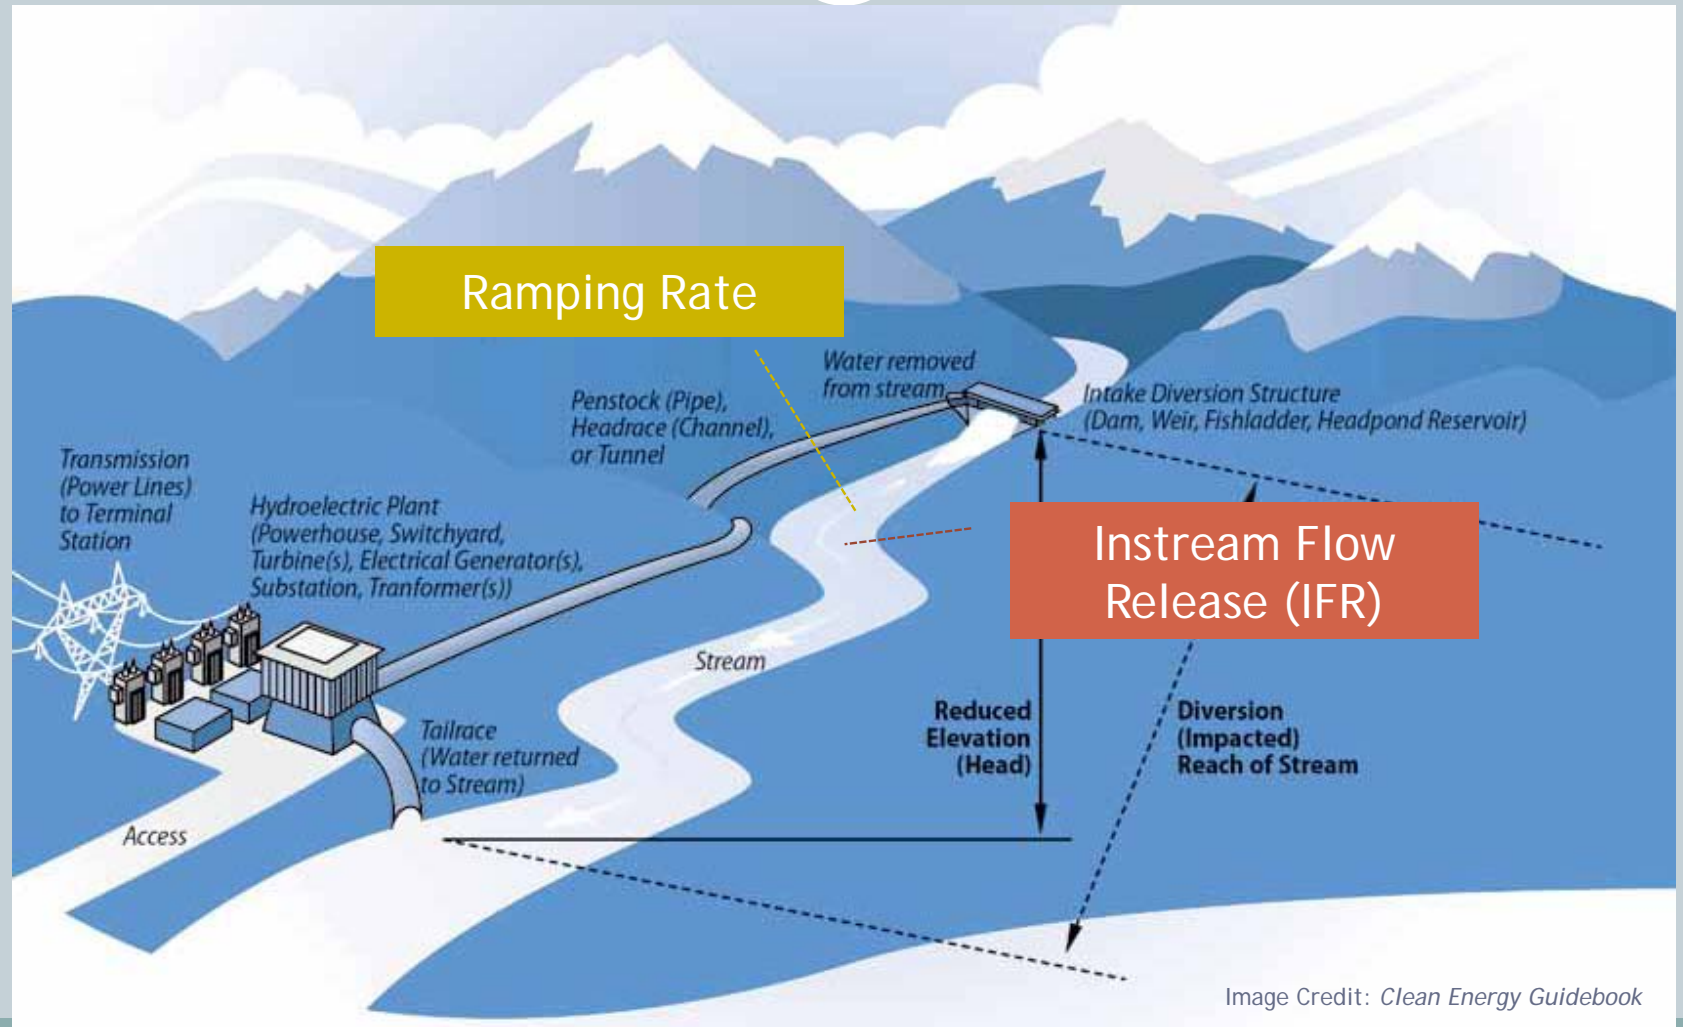 Ramping Rate
Water removed
from stream
Penstock (Pipe),
Headrace (Channel),
or Tunnel
Intake Diversion Structure
(Dam, Weir, Fishladder, Headpond Reservoir)
Transmission
(Power Lines)
to Terminal
Station
Hydroelectric Plant
(Powerhouse, Switchyard,
Turbine(s), Electrical Generator(s),
Substation, Tranformer(s))
Instream Flow
Release (IFR)
Stream
Reduced
Elevation
(Head)
Diversion
(Impacted)
Reach of Stream
Tailrace
(Water returned
to Stream)
Access
Image Credit: Clean Energy Guidebook